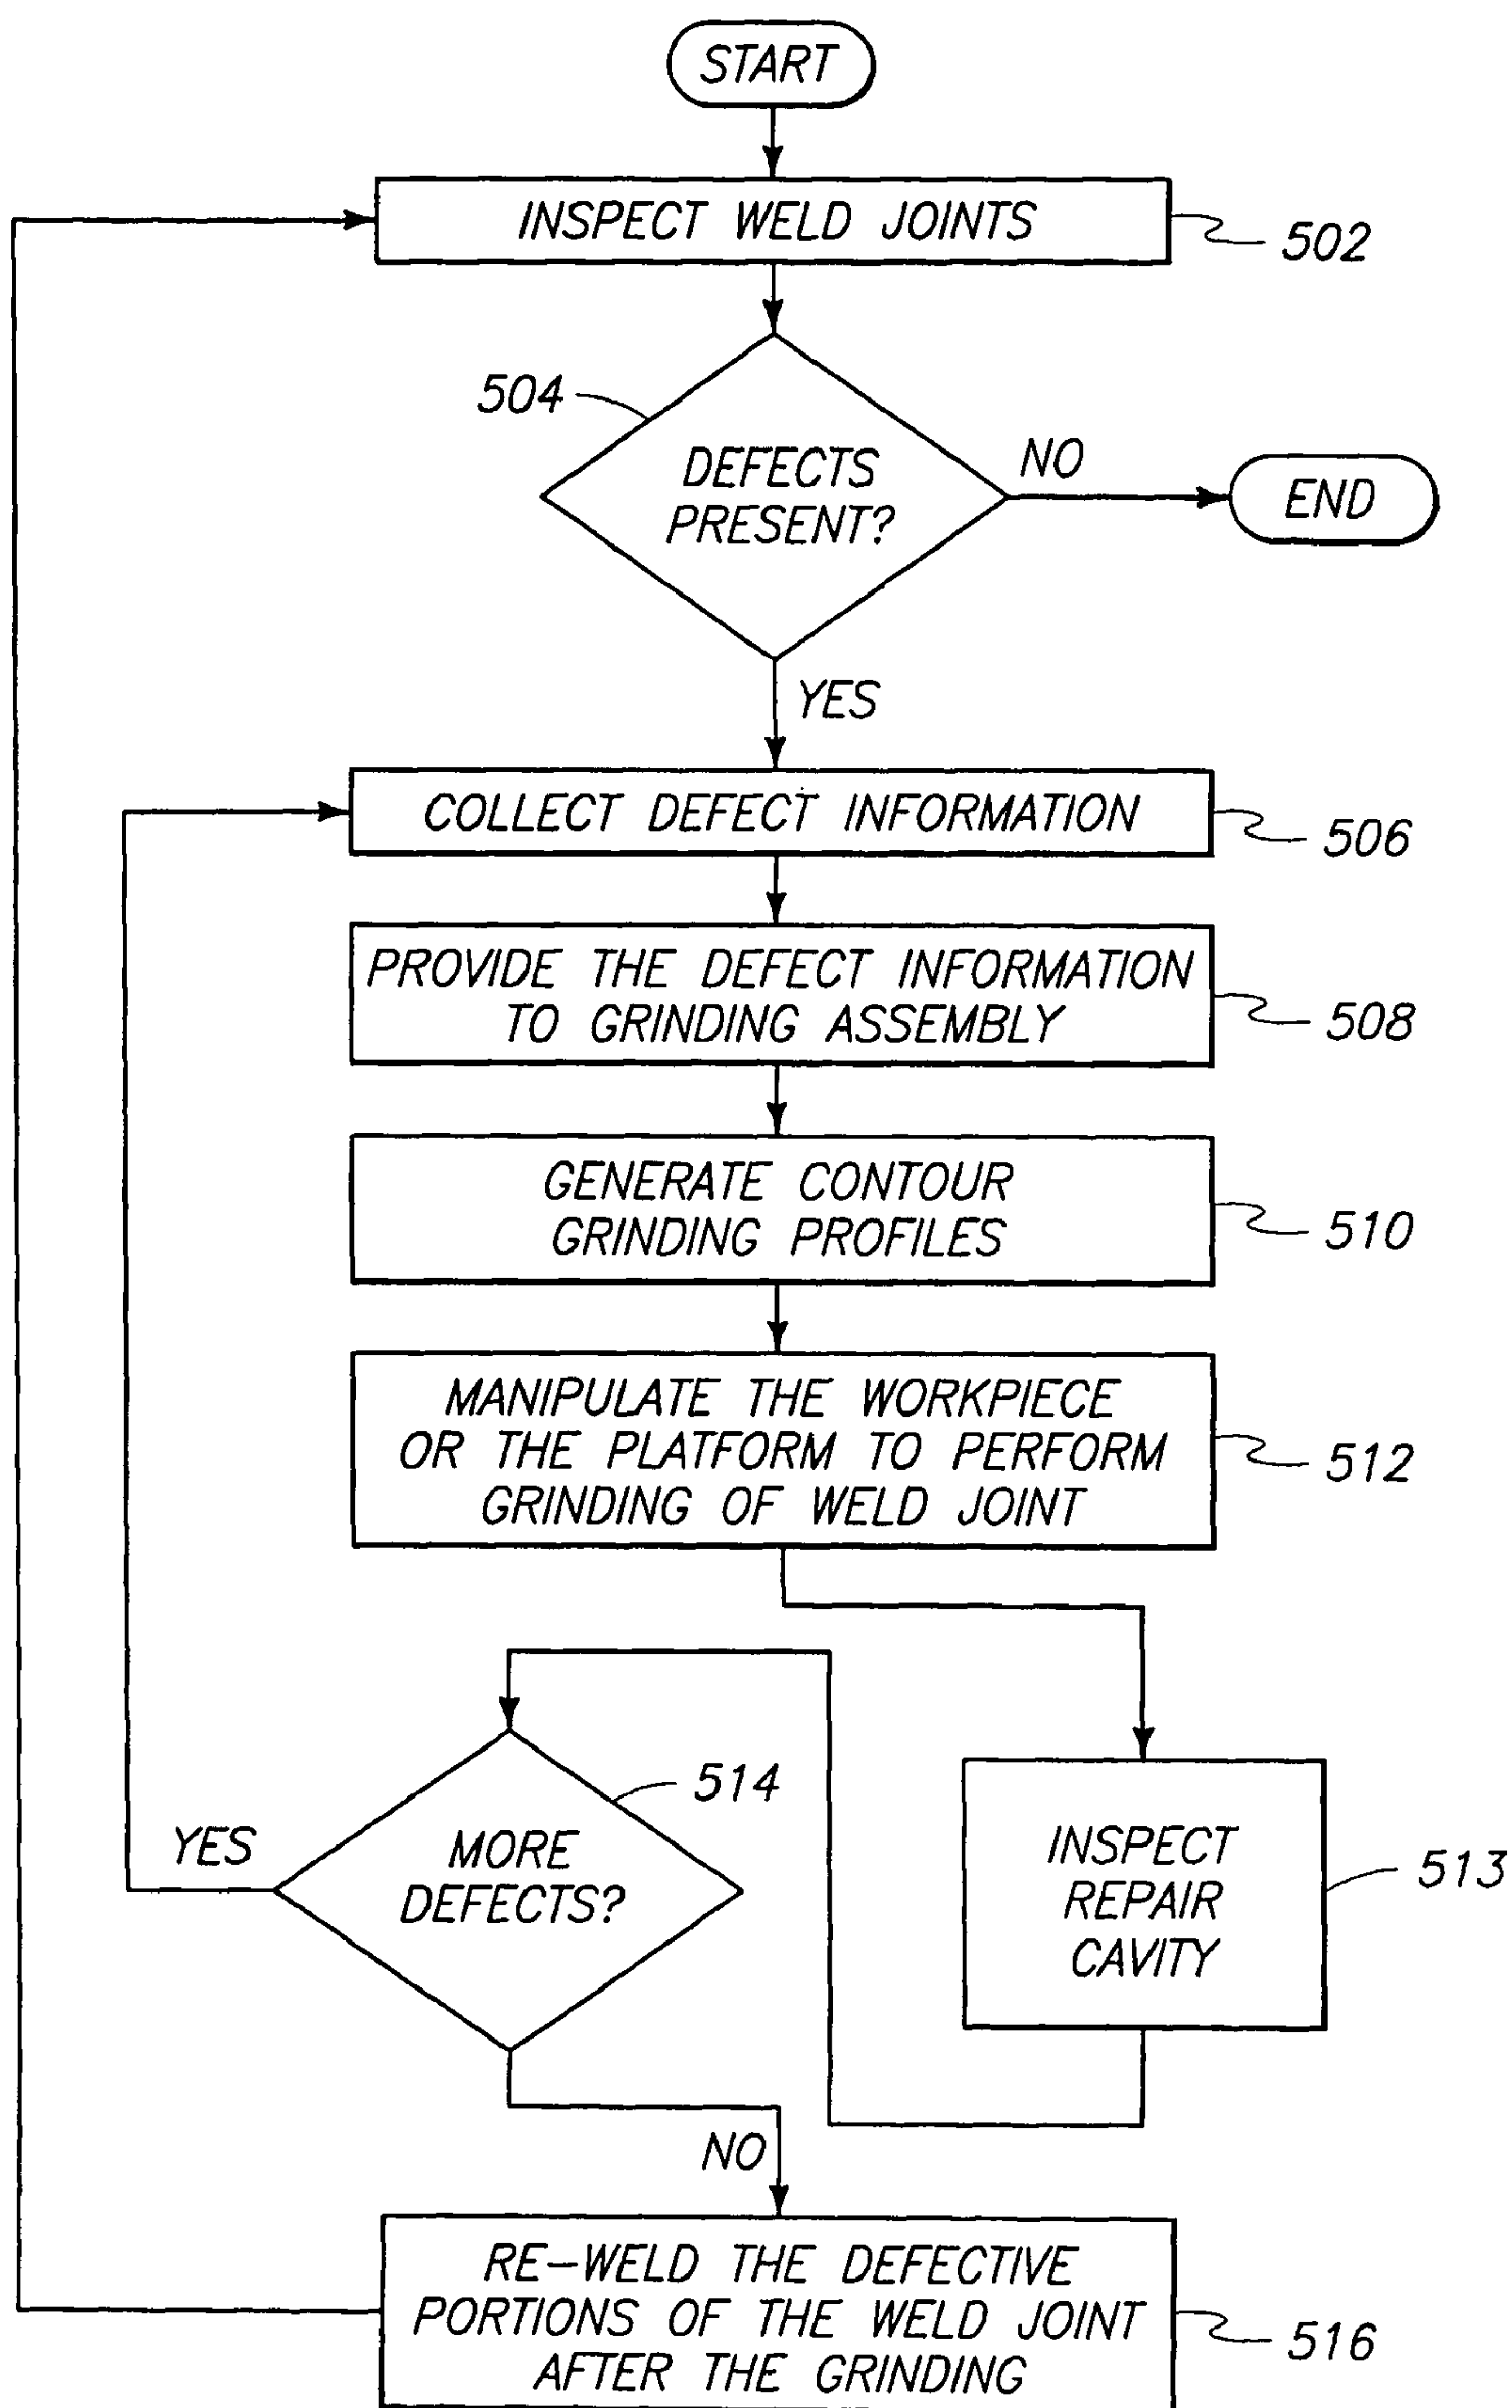 START
INSPECT WELD JOINTS
502
504
DEFECTS
PRESENT?
NO
END
YES
COLLECT DEFECT INFORMATION
506
PROVIDE THE DEFECT INFORMATION
TO GRINDING ASSEMBLY
508
GENERATE CONTOUR
GRINDING PROFILES
510
MANIPULATE THE WORKPIECE
OR THE PLATFORM TO PERFORM
GRINDING OF WELD JOINT
512
514
YES
MORE
DEFECTS?
INSPECT
REPAIR
CAVITY
513
NO
RE-WELD THE DEFECTIVE
PORTIONS OF THE WELD JOINT
AFTER THE GRINDING
516